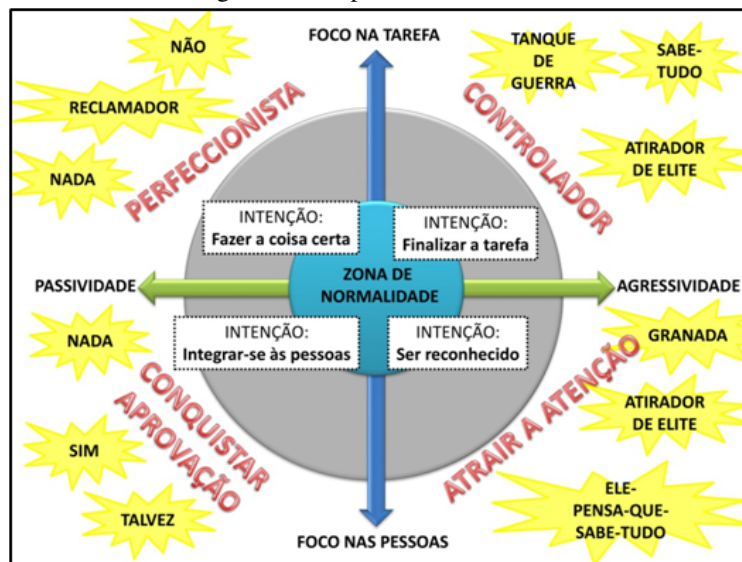 NÃO
FOCO NA TAREFA
TANQUE
DE
GUERRA
SABE-
TUDO
RECLAMADOR
PERFECCIONISTA
CONTROLADOR
NADA
ATIRADOR
DE ELITE
INTENÇÃO:
Fazer a coisa certa
INTENÇÃO:
Finalizar a tarefa
PASSIVIDADE
ZONA DE
NORMALIDADE
AGRESSIVIDADE
INTENÇÃO:
Integrar-se às pessoas
INTENÇÃO:
Ser reconhecido
NADA
GRANADA
CONQUISTAR
APROVAÇÃO
ATRAIR A ATENÇÃO
ATIRADOR
DE ELITE
SIM
TALVEZ
ELE-
PENSA-QUE-
SABE-TUDO
FOCO NAS PESSOAS